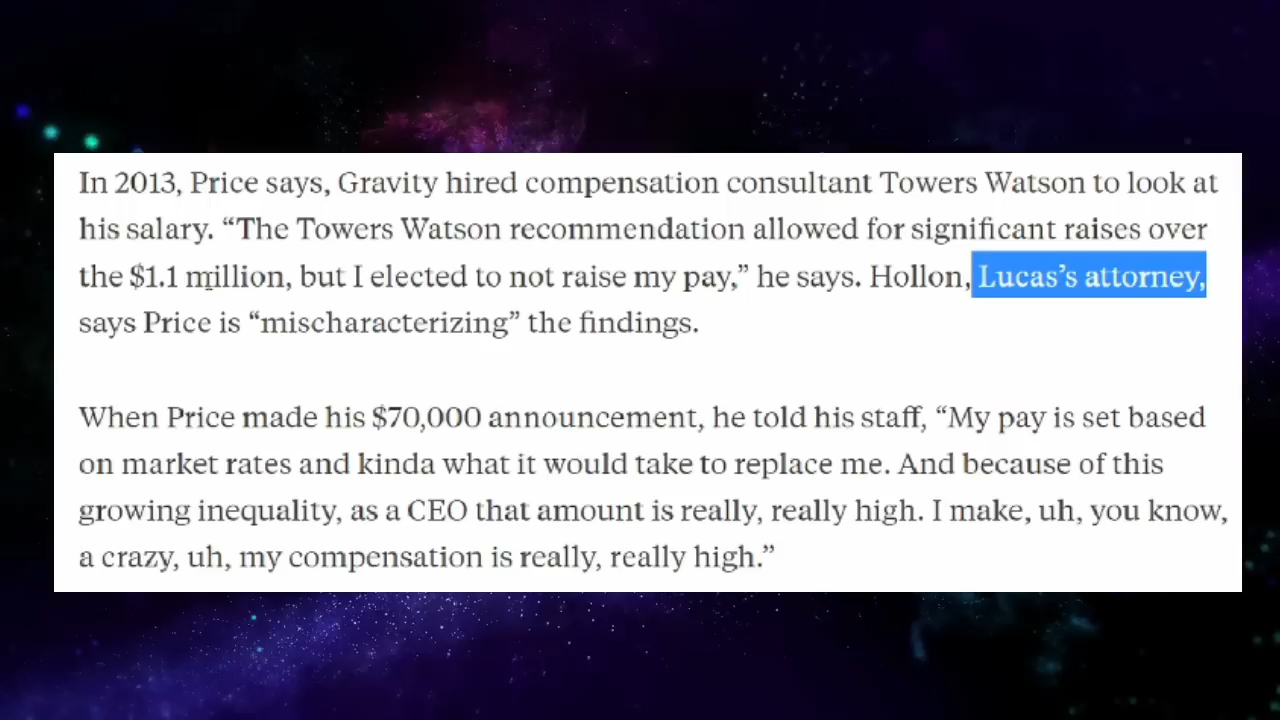 In 2013, Price says, Gravity hired compensation consultant Towers Watson to look at
his salary. “The Towers Watson recommendation allowed for significant raises over
the $1.1 million, but I elected to not raise my pay,” he says. Hollon, Lucas’s attorney,
says Price is “mischaracterizing” the findings.
When Price made his $70,000 announcement, he told his staff, “My pay is set based
on market rates and kinda what it would take to replace me. And because of this
growing inequality, as a CEO that amount is really, really high. I make, uh, you know,
a crazy, uh, my compensation is really, really high.”